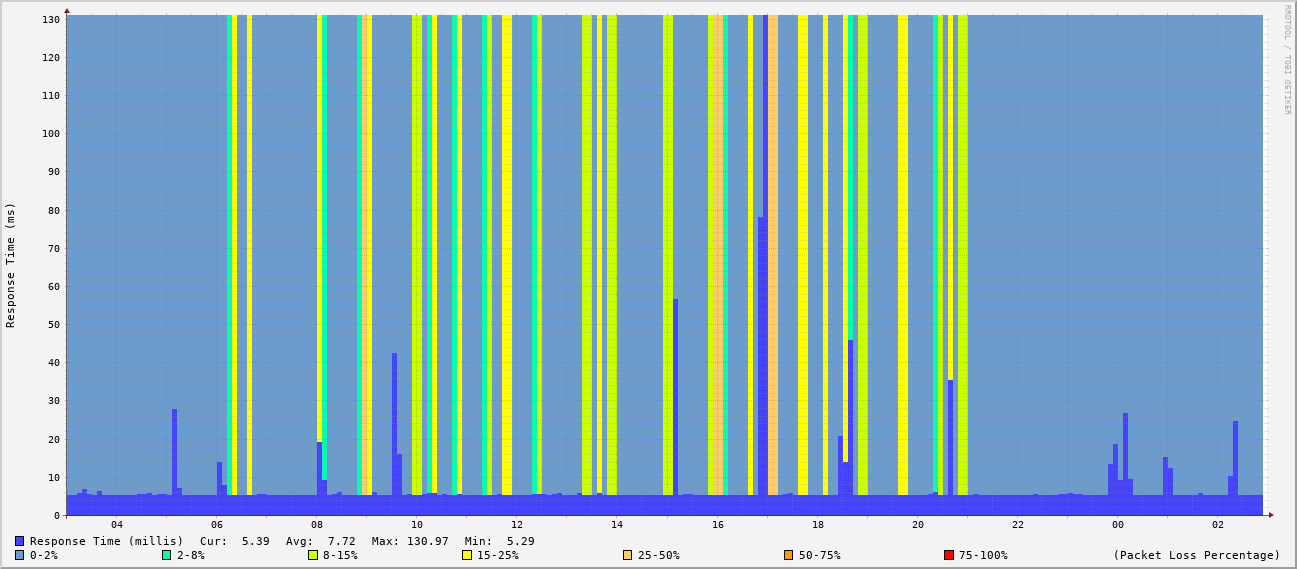 RRDTOOL / TOBI OETIKER
Response Time (ms)
130
120
110
100
90
80
70
60
50
40
30
20
10
0
04 06 08 10 12 14 16 18 20 22 00 02
Response Time (millis) Cur: 5.39 Avg: 7.72 Max: 130.97 Min: 5.29
0-2% 2-8% 8-15% 15-25% 25-50% 50-75% 75-100% (Packet Loss Percentage)